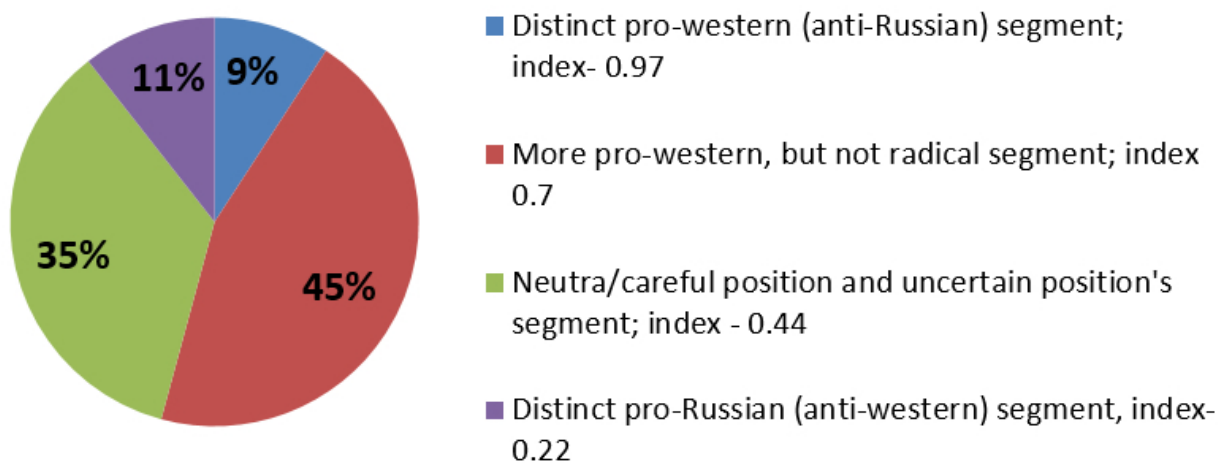 9%
11%
35%
45%
Distinct pro-western (anti-Russian) segment;
index- 0.97
More pro-western, but not radical segment; index
0.7
Neutra/careful position and uncertain position's
segment; index - 0.44
Distinct pro-Russian (anti-western) segment, index-
0.22